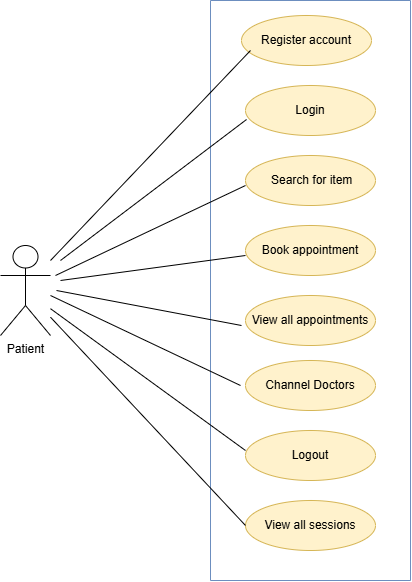 Register account
Login
Search for item
Book appointment
View all appointments
Patient
Channel Doctors
Logout
View all sessions